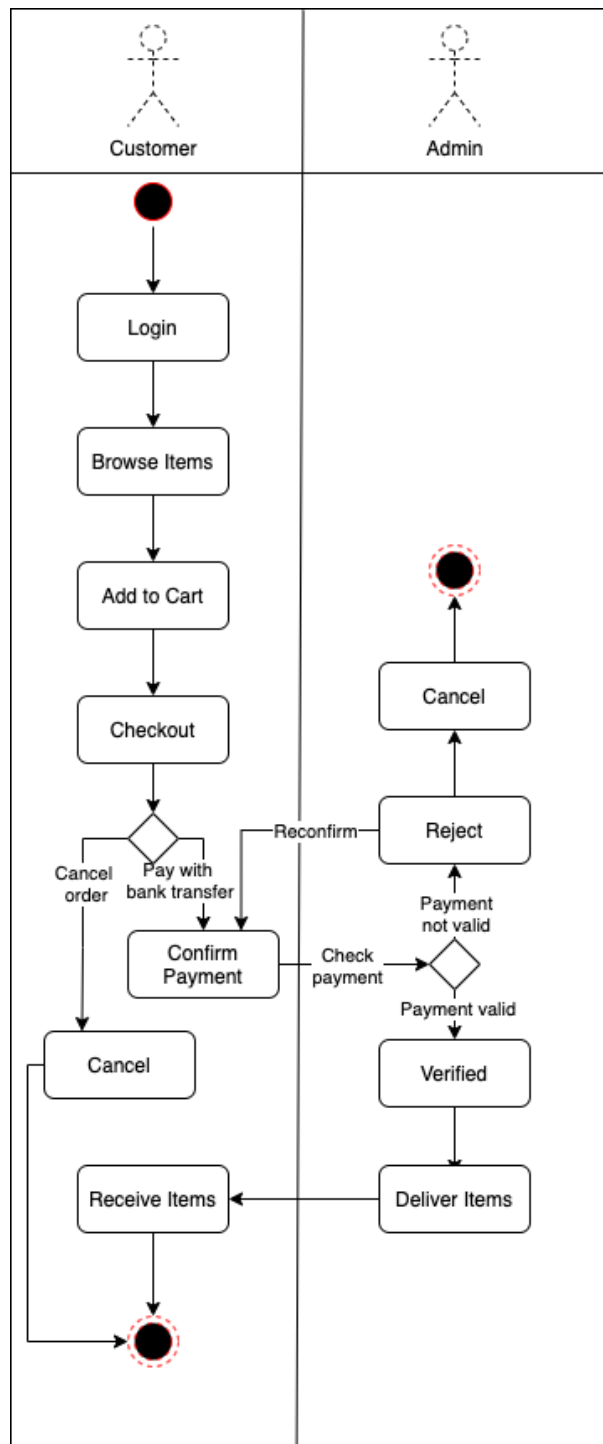 Customer
Admin
Login
Browse Items
Add to Cart
Checkout
Cancel
Reject
Reconfirm
Cancel
order
Pay with
bank transfer
Payment
not valid
Confirm
Payment
Check
payment
Payment valid
Cancel
Verified
Receive Items
Deliver Items